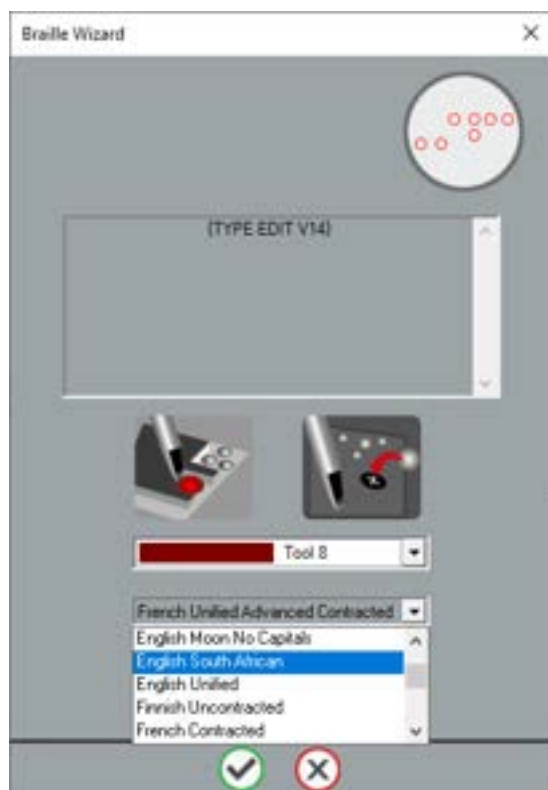 Braille Wizard
(TYPE EDIT V14)
Tool 8
French Unified Advanced Contracted
English Moon No Capitals
English South African
English Unified
Finnish Uncontracted
French Contracted